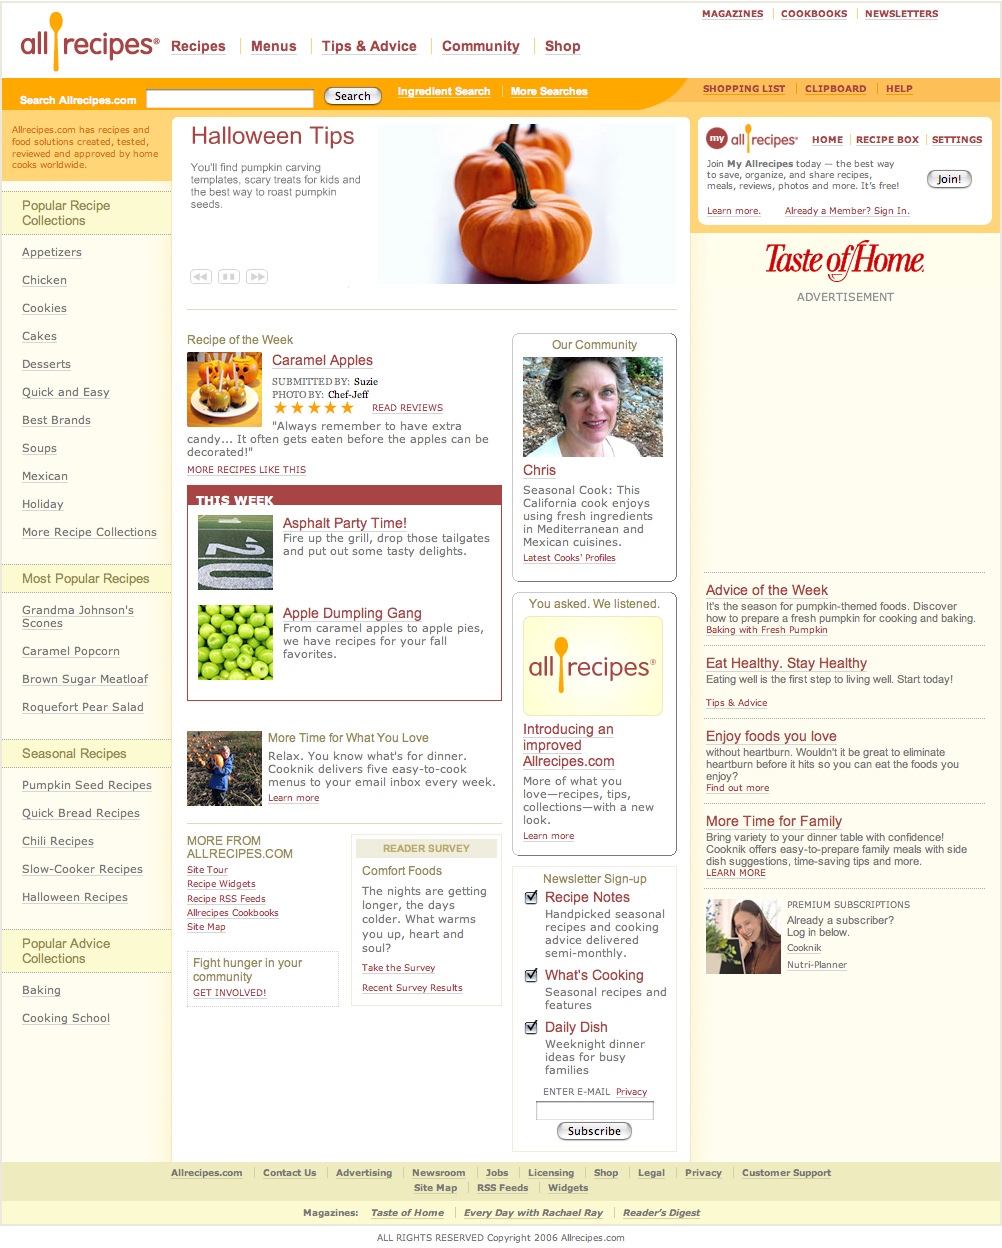 MAGAZINES COOKBOOKS NEWSLETTERS
all recipes®
Recipes Menus Tips & Advice Community Shop
Search Allrecipes.com Search Ingredient Search More Searches
SHOPPING LIST CLIPBOARD HELP
Allrecipes.com has recipes and
food solutions created, tested,
reviewed and approved by home
cooks worldwide.
Popular Recipe
Collections
Appetizers
Chicken
Cookies
Cakes
Desserts
Quick and Easy
Best Brands
Soups
Mexican
Holiday
More Recipe Collections
Most Popular Recipes
Grandma Johnson's
Scones
Caramel Popcorn
Brown Sugar Meatloaf
Roquefort Pear Salad
Seasonal Recipes
Pumpkin Seed Recipes
Quick Bread Recipes
Chili Recipes
Slow-Cooker Recipes
Halloween Recipes
Popular Advice
Collections
Baking
Cooking School
Halloween Tips
You'll find pumpkin carving
templates, scary treats for kids and
the best way to roast pumpkin
seeds.
Recipe of the Week
Caramel Apples
SUBMITTED BY: Suzie
PHOTO BY: Chef-Jeff
READ REVIEWS
"Always remember to have extra
candy... It often gets eaten before the apples can be
decorated!"
MORE RECIPES LIKE THIS
THIS WEEK
20
Asphalt Party Time!
Fire up the grill, drop those tailgates
and put out some tasty delights.
Apple Dumpling Gang
From caramel apples to apple pies,
we have recipes for your fall
favorites.
More Time for What You Love
Relax. You know what's for dinner.
Cooknik delivers five easy-to-cook
menus to your email inbox every week.
Learn more
MORE FROM
ALLRECIPES.COM
Site Tour
Recipe Widgets
Recipe RSS Feeds
Allrecipes Cookbooks
Site Map
Fight hunger in your
community
GET INVOLVED!
READER SURVEY
Comfort Foods
The nights are getting
longer, the days
colder. What warms
you up, heart and
soul?
Take the Survey
Recent Survey Results
Our Community
Chris
Seasonal Cook: This
California cook enjoys
using fresh ingredients
in Mediterranean and
Mexican cuisines.
Latest Cooks' Profiles
You asked. We listened.
all recipes®
Introducing an
improved
Allrecipes.com
More of what you
love—recipes, tips,
collections—with a new
look.
Learn more
Newsletter Sign-up
Recipe Notes
Handpicked seasonal
recipes and cooking
advice delivered
semi-monthly.
What's Cooking
Seasonal recipes and
features
Daily Dish
Weeknight dinner
ideas for busy
families
ENTER E-MAIL Privacy
Subscribe
my all recipes® HOME RECIPE BOX SETTINGS
Join My Allrecipes today — the best way
to save, organize, and share recipes,
meals, reviews, photos and more. It's free!
Join!
Learn more. Already a Member? Sign In.
Taste of Home.
ADVERTISEMENT
Advice of the Week
It's the season for pumpkin-themed foods. Discover
how to prepare a fresh pumpkin for cooking and baking.
Baking with Fresh Pumpkin
Eat Healthy. Stay Healthy
Eating well is the first step to living well. Start today!
Tips & Advice
Enjoy foods you love
without heartburn. Wouldn't it be great to eliminate
heartburn before it hits so you can eat the foods you
enjoy?
Find out more
More Time for Family
Bring variety to your dinner table with confidence!
Cooknik offers easy-to-prepare family meals with side
dish suggestions, time-saving tips and more.
LEARN MORE
PREMIUM SUBSCRIPTIONS
Already a subscriber?
Log in below.
Cooknik
Nutri-Planner
Allrecipes.com Contact Us Advertising Newsroom Jobs Licensing Shop Legal Privacy Customer Support
Site Map RSS Feeds Widgets
Magazines: Taste of Home Every Day with Rachael Ray Reader's Digest
ALL RIGHTS RESERVED Copyright 2006 Allrecipes.com